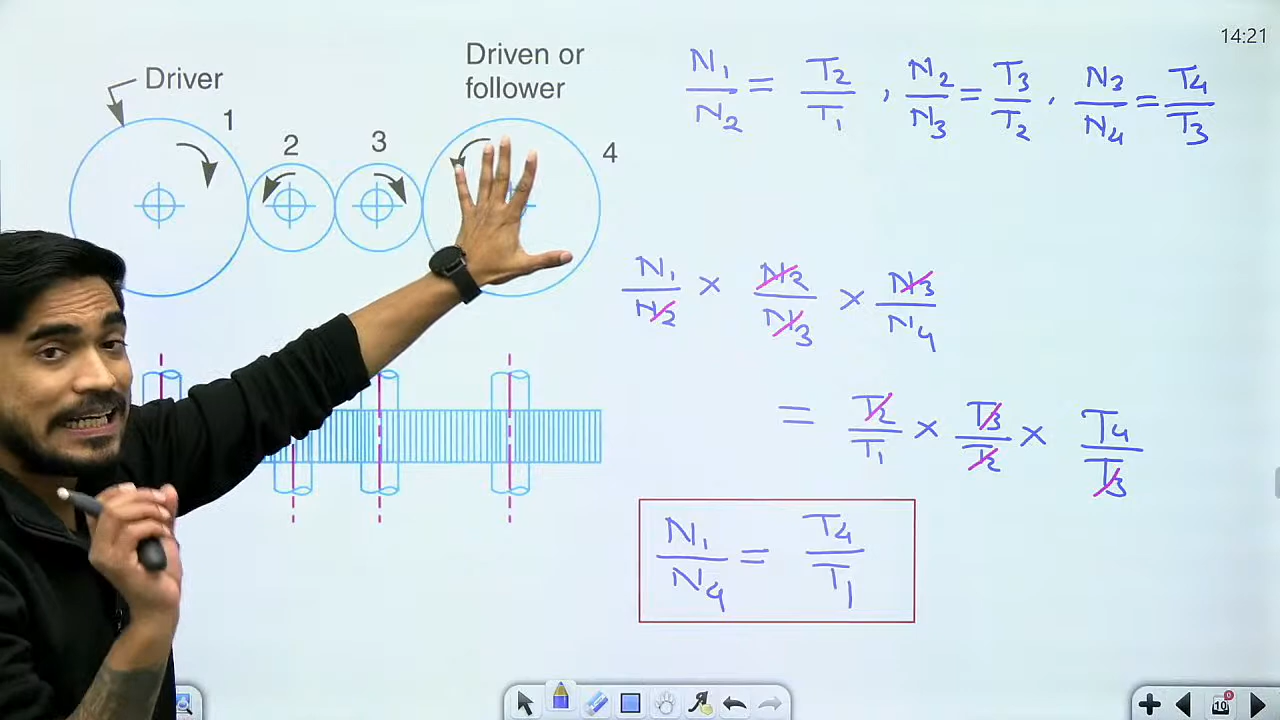 14:21
Driver
Driven or
follower
1
2
3
4
N₁/N₂ = T₂/T₁ , N₂/N₃ = T₃/T₂ , N₃/N₄ = T₄/T₃
N₁/N₂ × N₂/N₃ × N₃/N₄
= T₂/T₁ × T₃/T₂ × T₄/T₃
N₁/N₄ = T₄/T₁
10
0